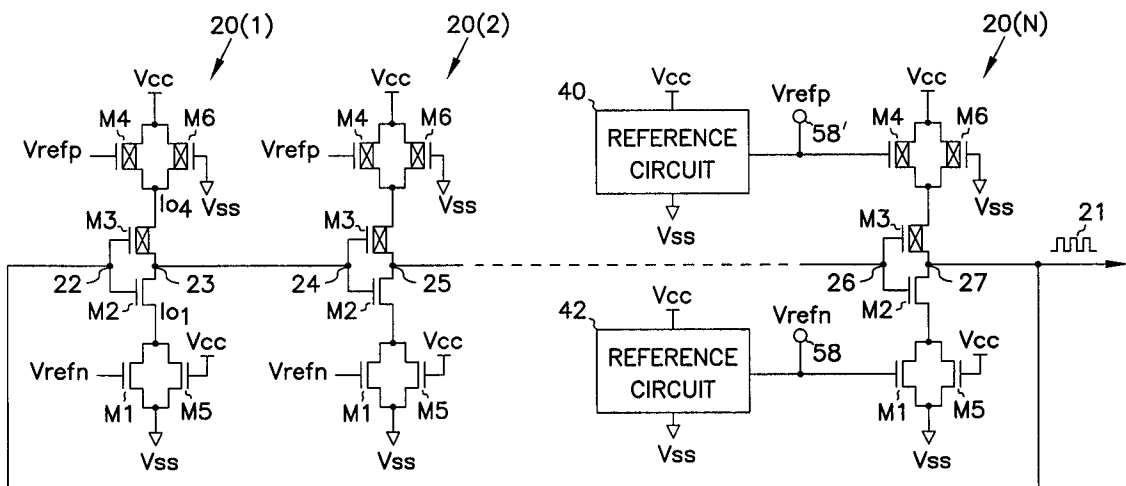 20(1) 20(2) 20(N)
Vcc Vcc 40 Vcc Vrefp Vcc
M4 M6 M4 M6 M4 M6
Vrefp Vrefp REFERENCE CIRCUIT 58'
Vss Vss Vss Vss
Io4
M3 M3 M3 21
22 23 24 25 26 27
M2 Io1 M2 M2
42 Vcc Vrefn
Vcc Vcc Vcc
Vrefn Vrefn REFERENCE CIRCUIT 58
M1 M5 M1 M5 M1 M5
Vss Vss Vss Vss